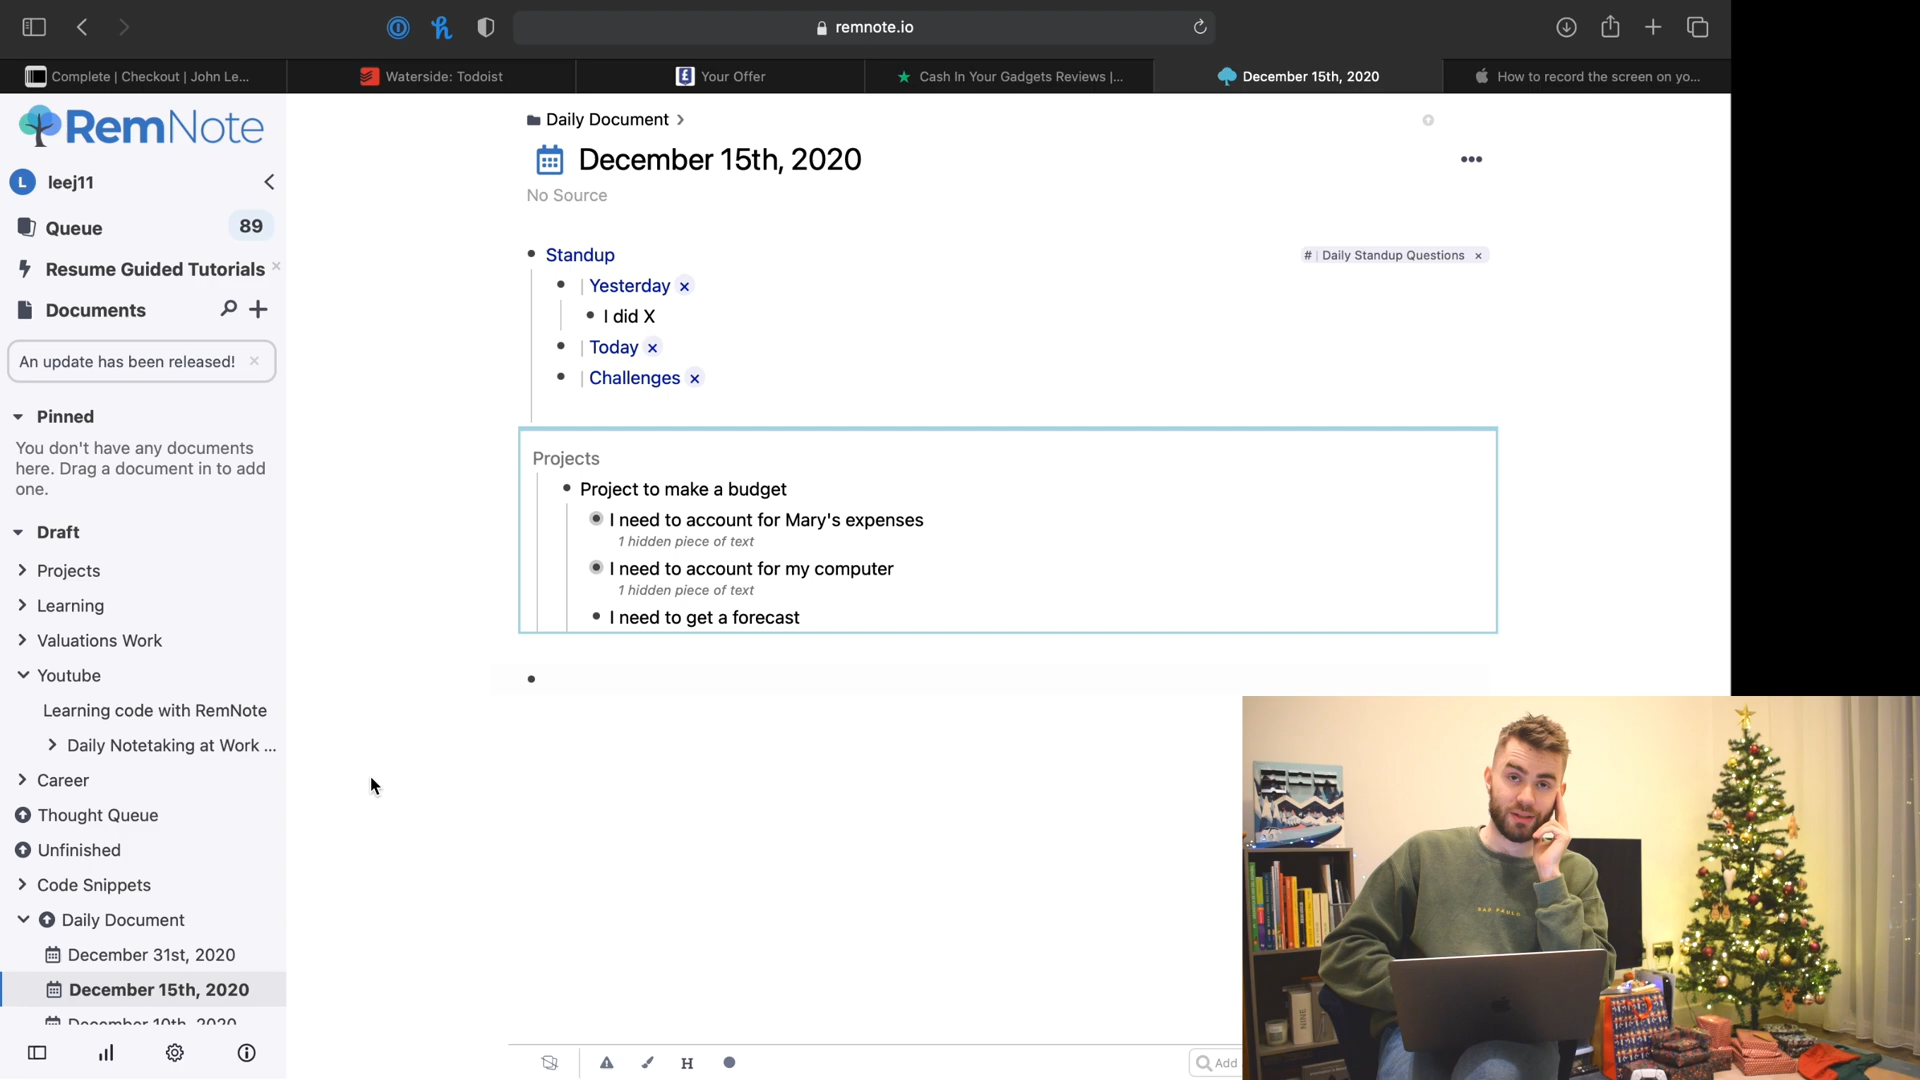 remnote.io
Complete | Checkout | John Le...
Waterside: Todoist
Your Offer
Cash In Your Gadgets Reviews |...
December 15th, 2020
How to record the screen on yo...
RemNote
L leej11
Queue 89
Resume Guided Tutorials ×
Documents
An update has been released! ×
Pinned
You don't have any documents
here. Drag a document in to add
one.
Draft
Projects
Learning
Valuations Work
Youtube
Learning code with RemNote
Daily Notetaking at Work ...
Career
Thought Queue
Unfinished
Code Snippets
Daily Document
December 31st, 2020
December 15th, 2020
December 10th, 2020
Daily Document >
December 15th, 2020
No Source
Standup
# | Daily Standup Questions ×
Yesterday ×
I did X
Today ×
Challenges ×
Projects
Project to make a budget
I need to account for Mary's expenses
1 hidden piece of text
I need to account for my computer
1 hidden piece of text
I need to get a forecast
H
Add
SAO PAULO
NINE